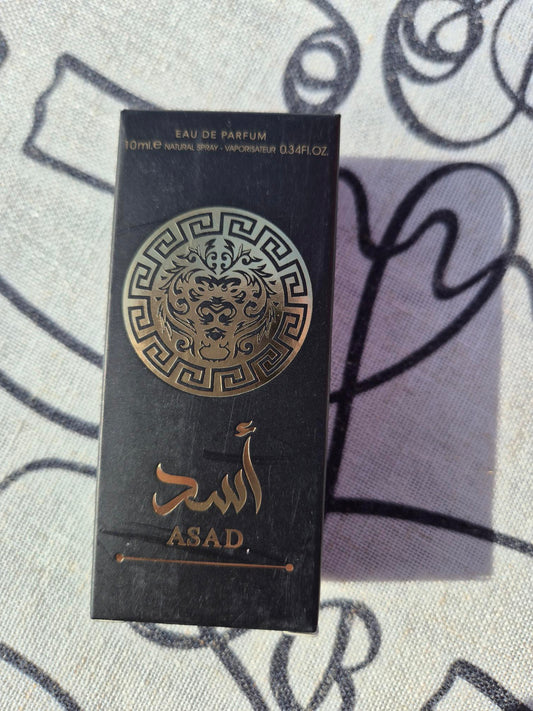 EAU DE PARFUM
10ml.e NATURAL SPRAY - VAPORISATEUR 0.34Fl.OZ.
أسد
ASAD